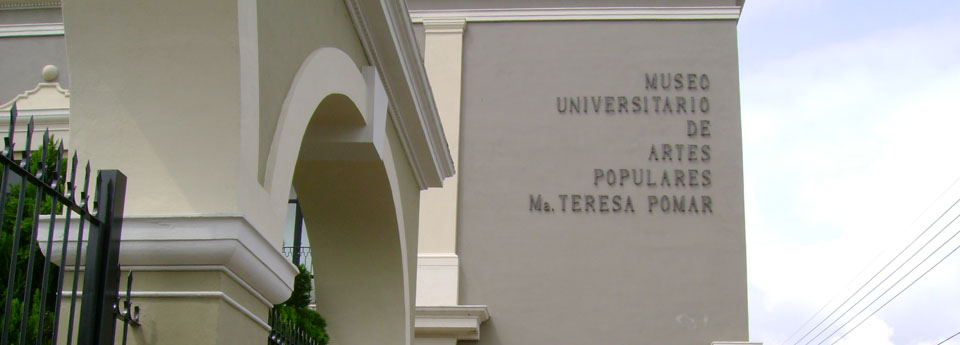 MUSEO
UNIVERSITARIO
DE
ARTES
POPULARES
Ma. TERESA POMAR